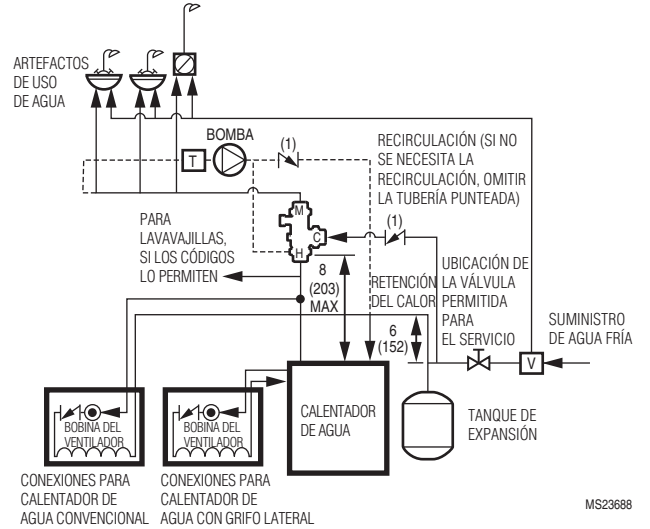 ARTEFACTOS
DE USO
DE AGUA
BOMBA
T
(1)
RECIRCULACIÓN (SI NO
SE NECESITA LA
RECIRCULACIÓN, OMITIR
LA TUBERÍA PUNTEADA)
M
C
H
(1)
PARA
LAVAVAJILLAS,
SI LOS CÓDIGOS
LO PERMITEN
8
(203)
MAX
RETENCIÓN
DEL CALOR
6
(152)
UBICACIÓN DE
LA VÁLVULA
PERMITIDA
PARA
EL SERVICIO
SUMINISTRO
DE AGUA FRÍA
V
BOBINA DEL
VENTILADOR
BOBINA DEL
VENTILADOR
CALENTADOR
DE AGUA
TANQUE DE
EXPANSIÓN
CONEXIONES PARA
CALENTADOR DE
AGUA CONVENCIONAL
CONEXIONES PARA
CALENTADOR DE
AGUA CON GRIFO LATERAL
MS23688